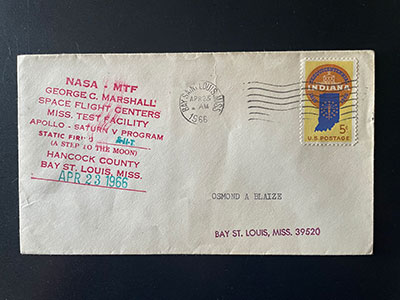 NASA - MTF
GEORGE C. MARSHALL
SPACE FLIGHT CENTERS
MISS. TEST FACILITY
APOLLO - SATURN V PROGRAM
STATIC FIRING
(A STEP TO THE MOON)
HANCOCK COUNTY
BAY ST. LOUIS, MISS.
APR 23 1966
BAY ST. LOUIS, MISS.
APR 23
AM
1966
INDIANA
5¢
U.S. POSTAGE
OSMOND A BLAIZE
BAY ST. LOUIS, MISS. 39520